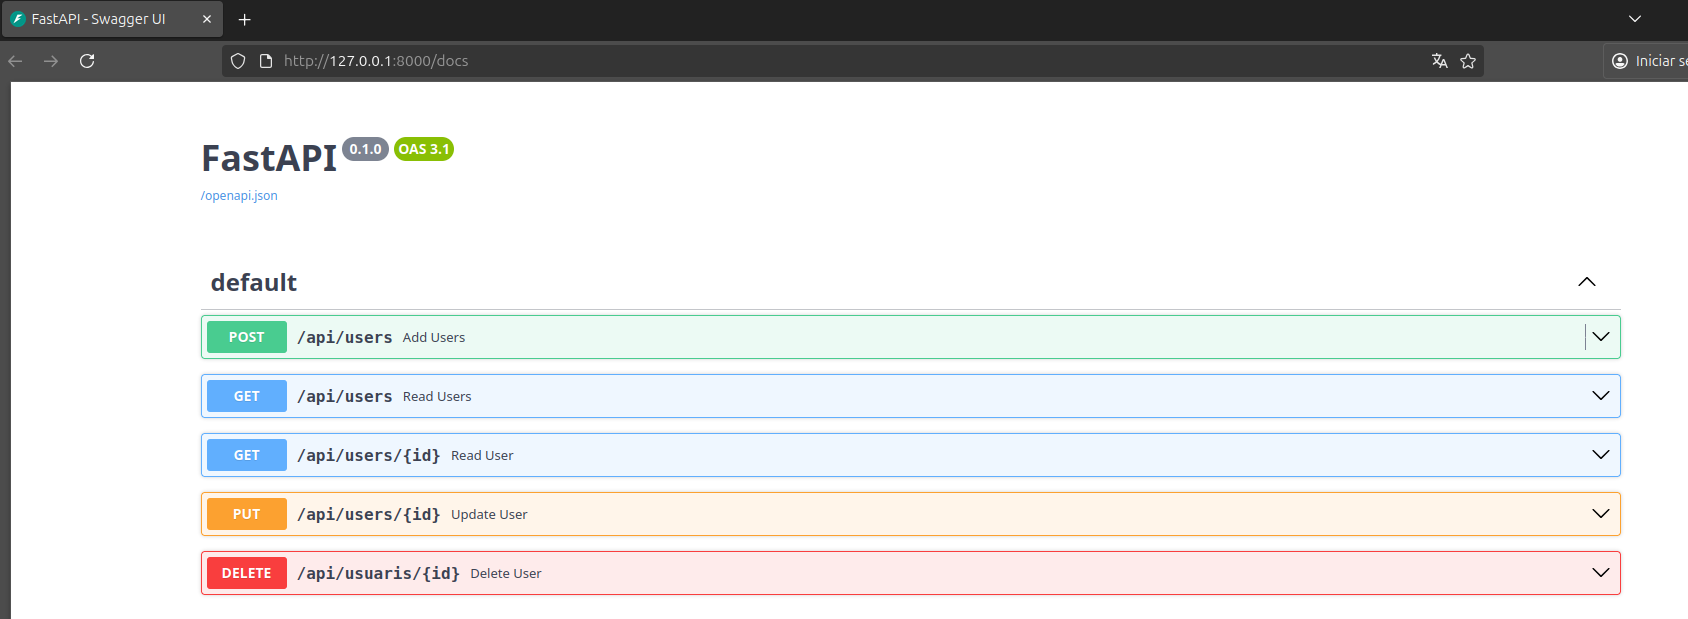 FastAPI - Swagger UI
http://127.0.0.1:8000/docs
Iniciar se
FastAPI 0.1.0 OAS 3.1
/openapi.json
default
POST /api/users Add Users
GET /api/users Read Users
GET /api/users/{id} Read User
PUT /api/users/{id} Update User
DELETE /api/usuaris/{id} Delete User